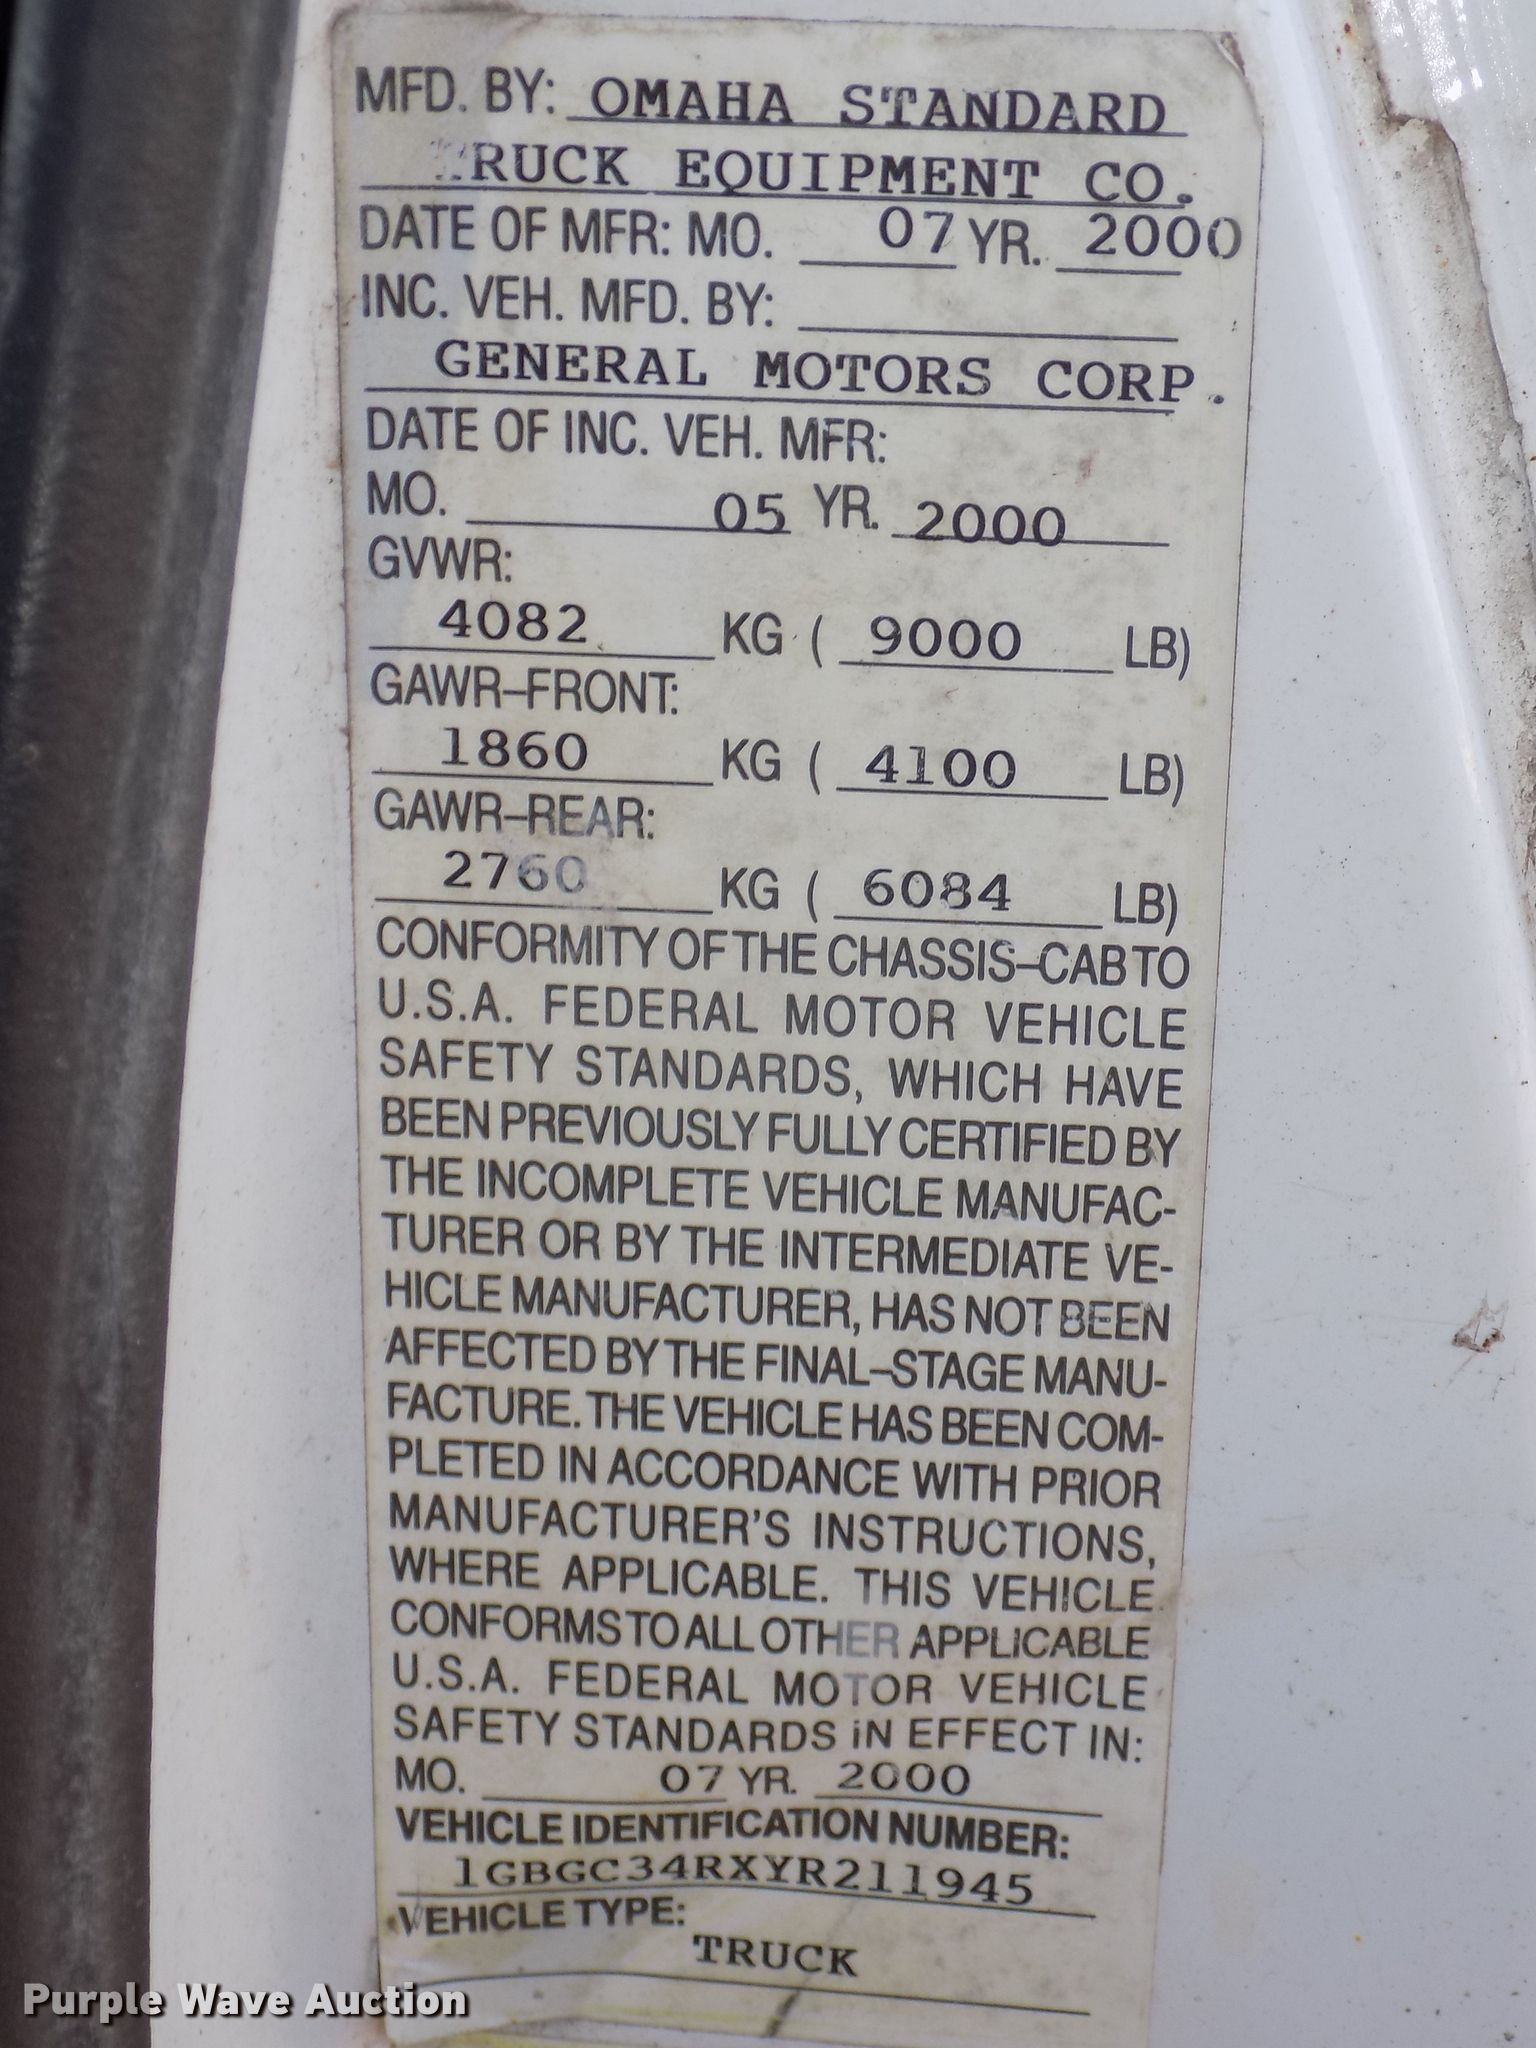 MFD. BY: OMAHA STANDARD
TRUCK EQUIPMENT CO.
DATE OF MFR: MO. 07 YR. 2000
INC. VEH. MFD. BY:
GENERAL MOTORS CORP.
DATE OF INC. VEH. MFR:
MO. 05 YR. 2000
GVWR:
4082 KG ( 9000 LB)
GAWR-FRONT:
1860 KG ( 4100 LB)
GAWR-REAR:
2760 KG ( 6084 LB)
CONFORMITY OF THE CHASSIS-CAB TO
U.S.A. FEDERAL MOTOR VEHICLE
SAFETY STANDARDS, WHICH HAVE
BEEN PREVIOUSLY FULLY CERTIFIED BY
THE INCOMPLETE VEHICLE MANUFAC-
TURER OR BY THE INTERMEDIATE VE-
HICLE MANUFACTURER, HAS NOT BEEN
AFFECTED BY THE FINAL-STAGE MANU-
FACTURE. THE VEHICLE HAS BEEN COM-
PLETED IN ACCORDANCE WITH PRIOR
MANUFACTURER'S INSTRUCTIONS,
WHERE APPLICABLE. THIS VEHICLE
CONFORMS TO ALL OTHER APPLICABLE
U.S.A. FEDERAL MOTOR VEHICLE
SAFETY STANDARDS IN EFFECT IN:
MO. 07 YR. 2000
VEHICLE IDENTIFICATION NUMBER:
1GBGC34RXYR211945
VEHICLE TYPE:
TRUCK
Purple Wave Auction